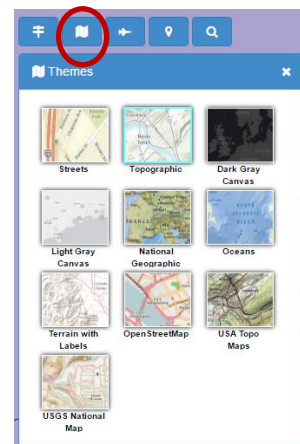 Themes ×
Streets Topographic Dark Gray
Canvas
Light Gray National Oceans
Canvas Geographic
Terrain with OpenStreetMap USA Topo
Labels Maps
USGS National
Map